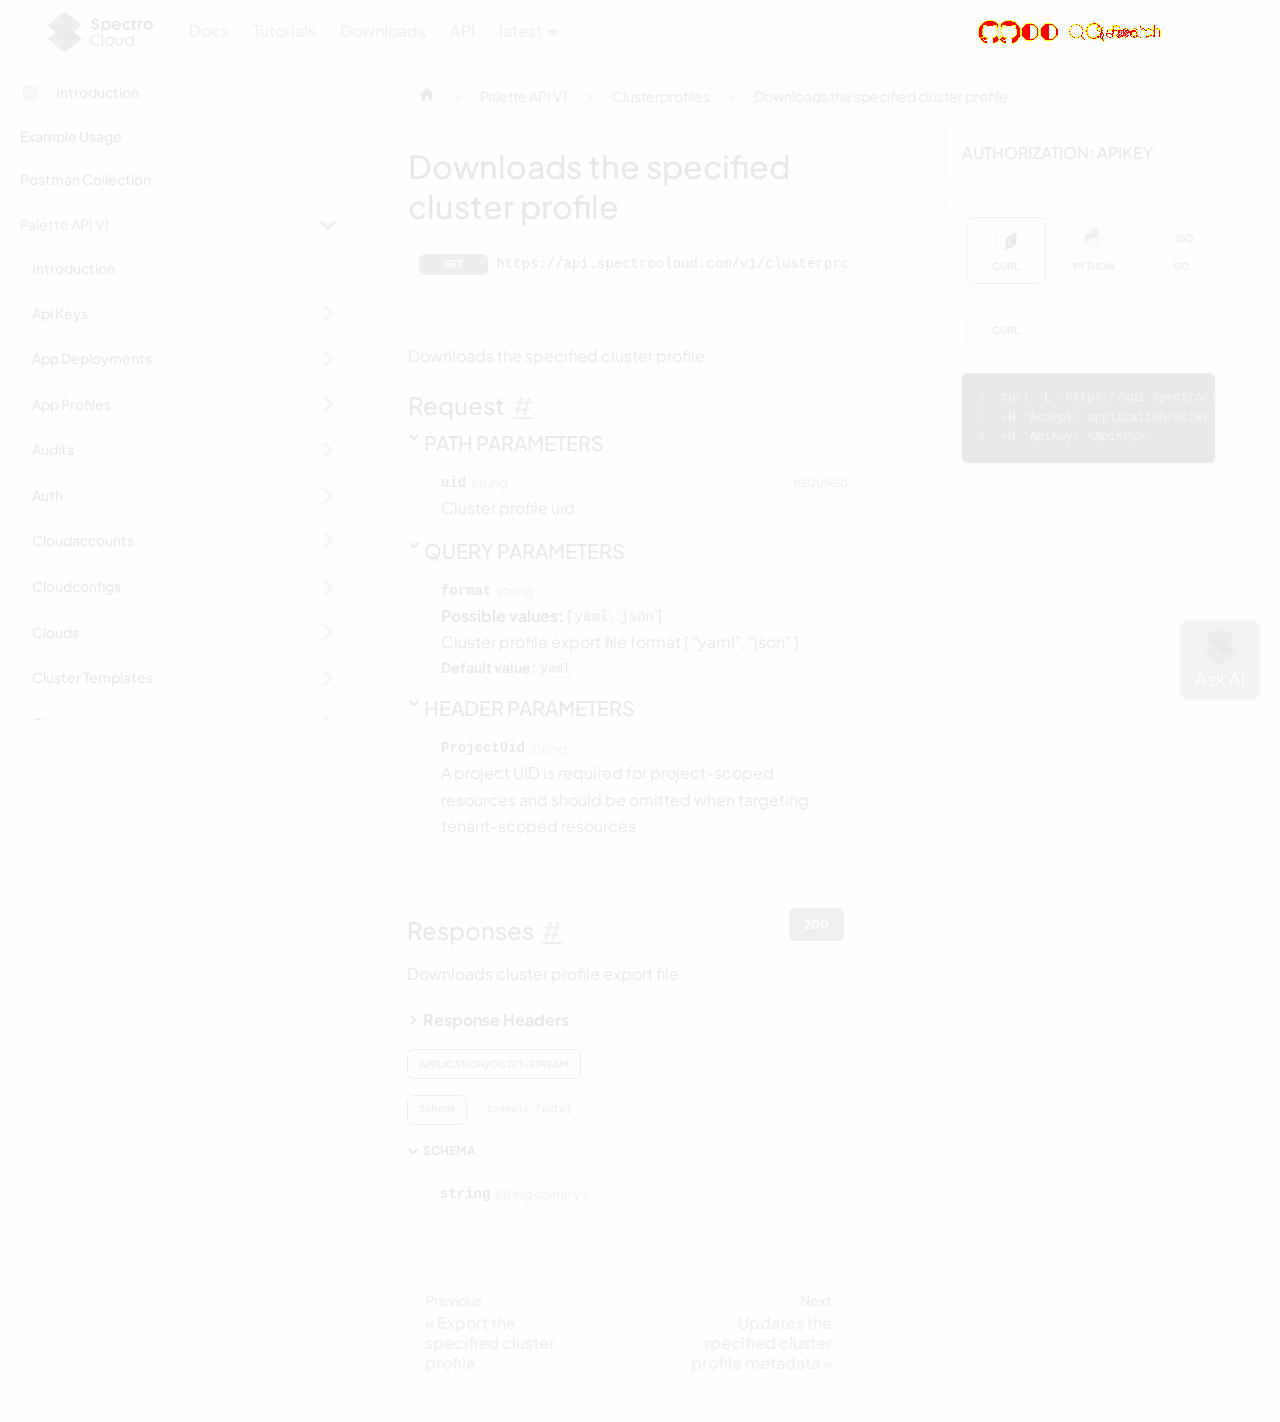 Spectro Cloud
Docs Tutorials Downloads API latest
Introduction
Example Usage
Postman Collection
Palette API V1
Introduction
Api Keys
App Deployments
App Profiles
Audits
Auth
Cloudaccounts
Cloudconfigs
Clouds
Cluster Templates
Palette API V1 Clusterprofiles Downloads the specified cluster profile
Downloads the specified
cluster profile
GET https://api.spectrocloud.com/v1/clusterprc
Downloads the specified cluster profile
Request #
PATH PARAMETERS
uid string REQUIRED
Cluster profile uid
QUERY PARAMETERS
format string
Possible values: [yaml, json]
Cluster profile export file format [ "yaml", "json" ]
Default value: yaml
HEADER PARAMETERS
ProjectUid string
A project UID is required for project-scoped
resources and should be omitted when targeting
tenant-scoped resources
Responses #
200
Downloads cluster profile export file
Response Headers
APPLICATION/OCTET-STREAM
Schema Example (auto)
SCHEMA
string string<binary>
Previous
« Export the
specified cluster
profile
Next
Updates the
specified cluster
profile metadata »
AUTHORIZATION: APIKEY
CURL PYTHON GO
CURL
1 curl -L 'https://api.spectrocl
2 -H 'Accept: application/octet-
3 -H 'ApiKey: <ApiKey>'
Ask AI